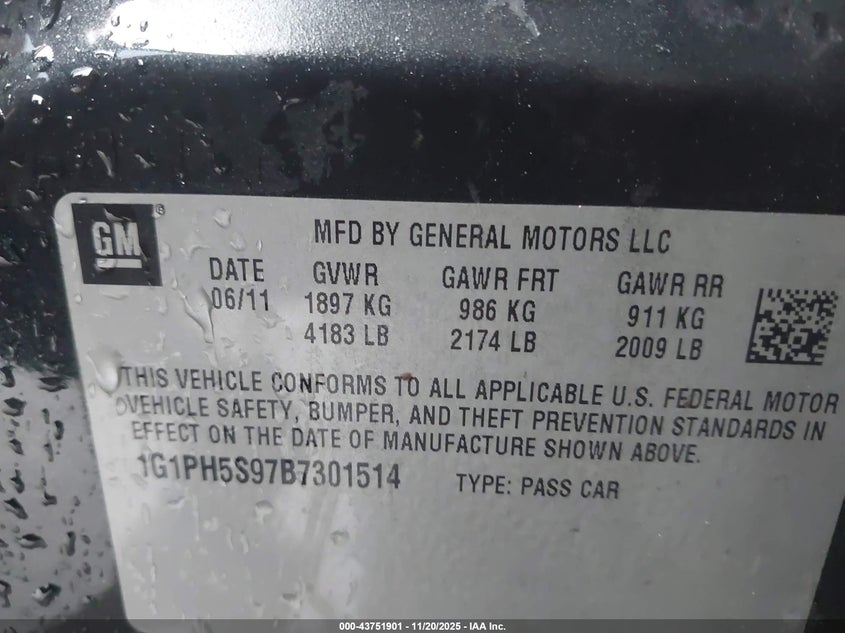 GM
MFD BY GENERAL MOTORS LLC
DATE GVWR GAWR FRT GAWR RR
06/11 1897 KG 986 KG 911 KG
4183 LB 2174 LB 2009 LB
THIS VEHICLE CONFORMS TO ALL APPLICABLE U.S. FEDERAL MOTOR
VEHICLE SAFETY, BUMPER, AND THEFT PREVENTION STANDARDS IN
EFFECT ON THE DATE OF MANUFACTURE SHOWN ABOVE.
1G1PH5S97B7301514 TYPE: PASS CAR
000-43751901 - 11/20/2025 - IAA Inc.